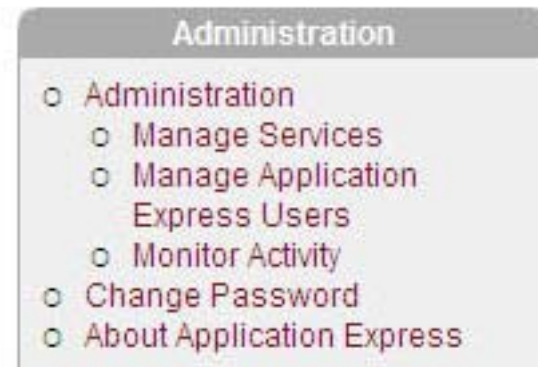 Administration
Administration
Manage Services
Manage Application
Express Users
Monitor Activity
Change Password
About Application Express